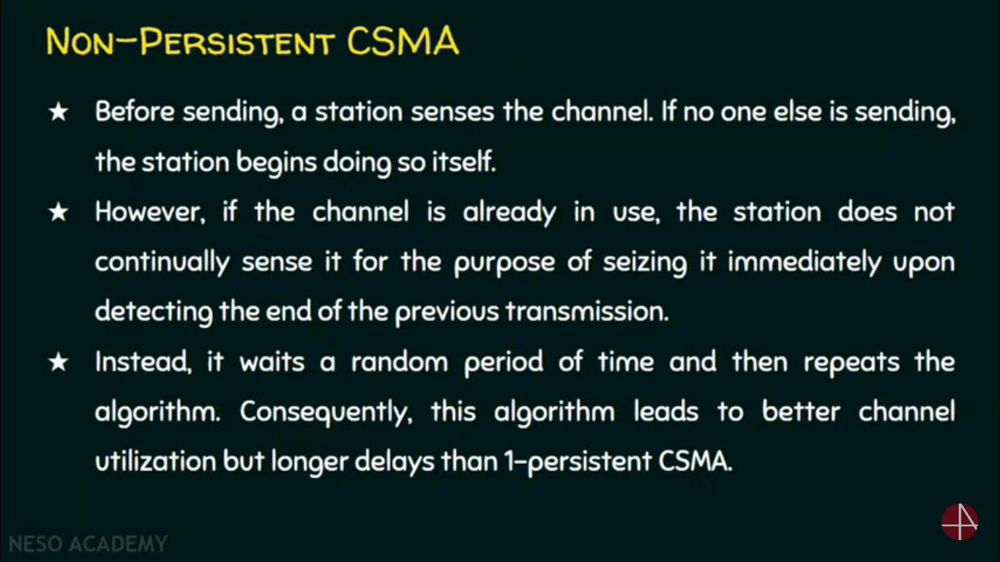 Non-Persistent CSMA
★ Before sending, a station senses the channel. If no one else is sending,
the station begins doing so itself.
★ However, if the channel is already in use, the station does not
continually sense it for the purpose of seizing it immediately upon
detecting the end of the previous transmission.
★ Instead, it waits a random period of time and then repeats the
algorithm. Consequently, this algorithm leads to better channel
utilization but longer delays than 1-persistent CSMA.
NESO ACADEMY